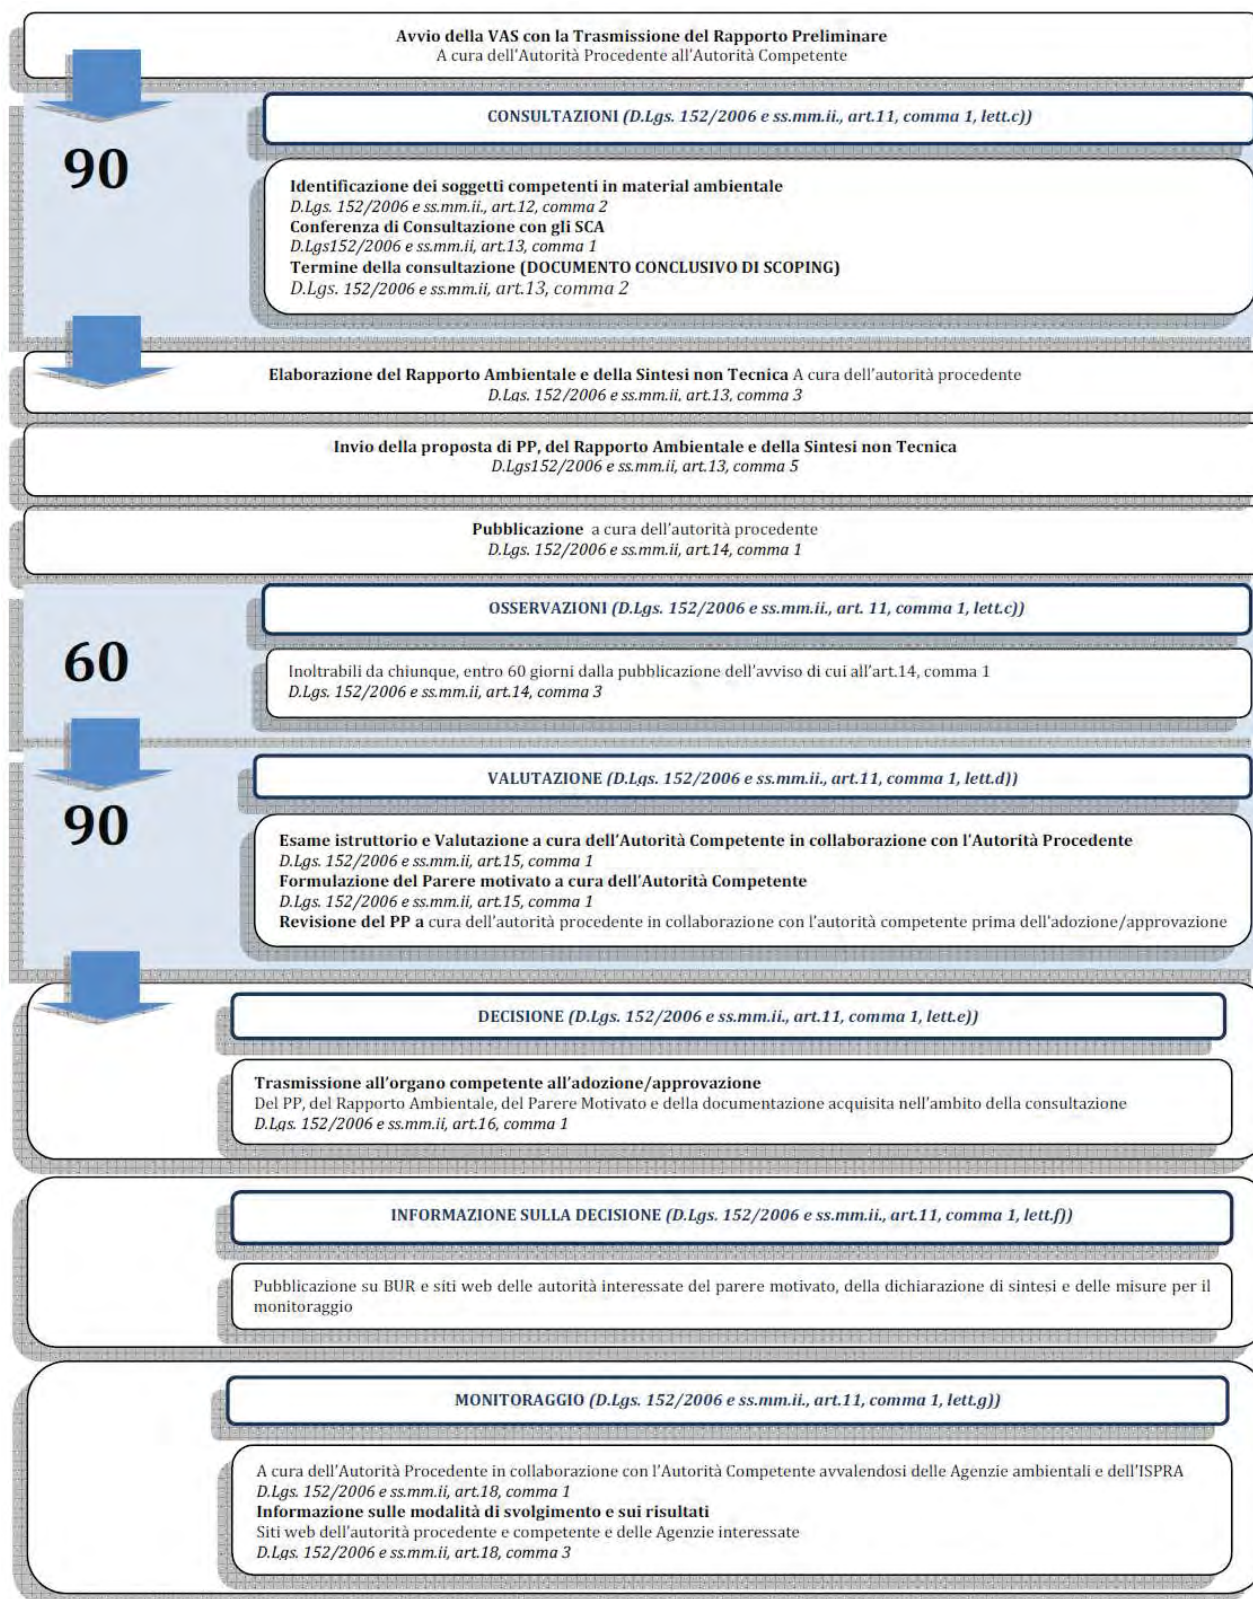 Avvio della VAS con la Trasmissione del Rapporto Preliminare
A cura dell'Autorità Procedente all'Autorità Competente
CONSULTAZIONI (D.Lgs. 152/2006 e ss.mm.ii., art.11, comma 1, lett.c))
90
Identificazione dei soggetti competenti in material ambientale
D.Lgs. 152/2006 e ss.mm.ii., art.12, comma 2
Conferenza di Consultazione con gli SCA
D.Lgs152/2006 e ss.mm.ii, art.13, comma 1
Termine della consultazione (DOCUMENTO CONCLUSIVO DI SCOPING)
D.Lgs. 152/2006 e ss.mm.ii, art.13, comma 2
Elaborazione del Rapporto Ambientale e della Sintesi non Tecnica A cura dell'autorità procedente
D.Lgs. 152/2006 e ss.mm.ii, art.13, comma 3
Invio della proposta di PP, del Rapporto Ambientale e della Sintesi non Tecnica
D.Lgs152/2006 e ss.mm.ii, art.13, comma 5
Pubblicazione a cura dell'autorità procedente
D.Lgs. 152/2006 e ss.mm.ii, art.14, comma 1
OSSERVAZIONI (D.Lgs. 152/2006 e ss.mm.ii., art. 11, comma 1, lett.c))
60
Inoltrabili da chiunque, entro 60 giorni dalla pubblicazione dell'avviso di cui all'art.14, comma 1
D.Lgs. 152/2006 e ss.mm.ii, art.14, comma 3
VALUTAZIONE (D.Lgs. 152/2006 e ss.mm.ii., art.11, comma 1, lett.d))
90
Esame istruttorio e Valutazione a cura dell'Autorità Competente in collaborazione con l'Autorità Procedente
D.Lgs. 152/2006 e ss.mm.ii, art.15, comma 1
Formulazione del Parere motivato a cura dell'Autorità Competente
D.Lgs. 152/2006 e ss.mm.ii, art.15, comma 1
Revisione del PP a cura dell'autorità procedente in collaborazione con l'autorità competente prima dell'adozione/approvazione
DECISIONE (D.Lgs. 152/2006 e ss.mm.ii., art.11, comma 1, lett.e))
Trasmissione all'organo competente all'adozione/approvazione
Del PP, del Rapporto Ambientale, del Parere Motivato e della documentazione acquisita nell'ambito della consultazione
D.Lgs. 152/2006 e ss.mm.ii, art.16, comma 1
INFORMAZIONE SULLA DECISIONE (D.Lgs. 152/2006 e ss.mm.ii., art.11, comma 1, lett.f))
Pubblicazione su BUR e siti web delle autorità interessate del parere motivato, della dichiarazione di sintesi e delle misure per il
monitoraggio
MONITORAGGIO (D.Lgs. 152/2006 e ss.mm.ii., art.11, comma 1, lett.g))
A cura dell'Autorità Procedente in collaborazione con l'Autorità Competente avvalendosi delle Agenzie ambientali e dell'ISPRA
D.Lgs. 152/2006 e ss.mm.ii, art.18, comma 1
Informazione sulle modalità di svolgimento e sui risultati
Siti web dell'autorità procedente e competente e delle Agenzie interessate
D.Lgs. 152/2006 e ss.mm.ii, art.18, comma 3